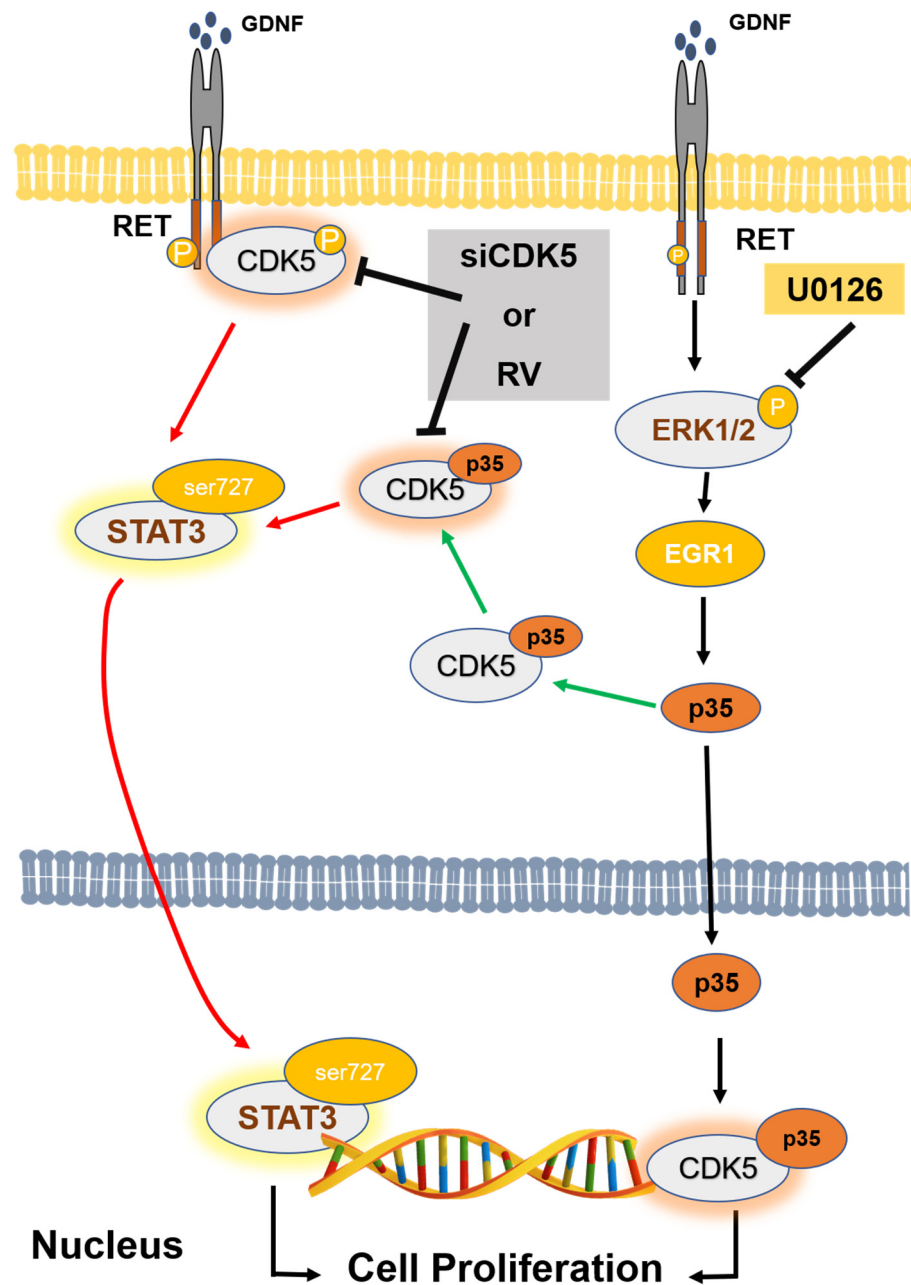 GDNF
GDNF
RET
P
CDK5
P
siCDK5
or
RV
P
RET
U0126
P
ERK1/2
ser727
STAT3
p35
CDK5
EGR1
p35
CDK5
p35
p35
ser727
STAT3
p35
CDK5
Nucleus
Cell Proliferation